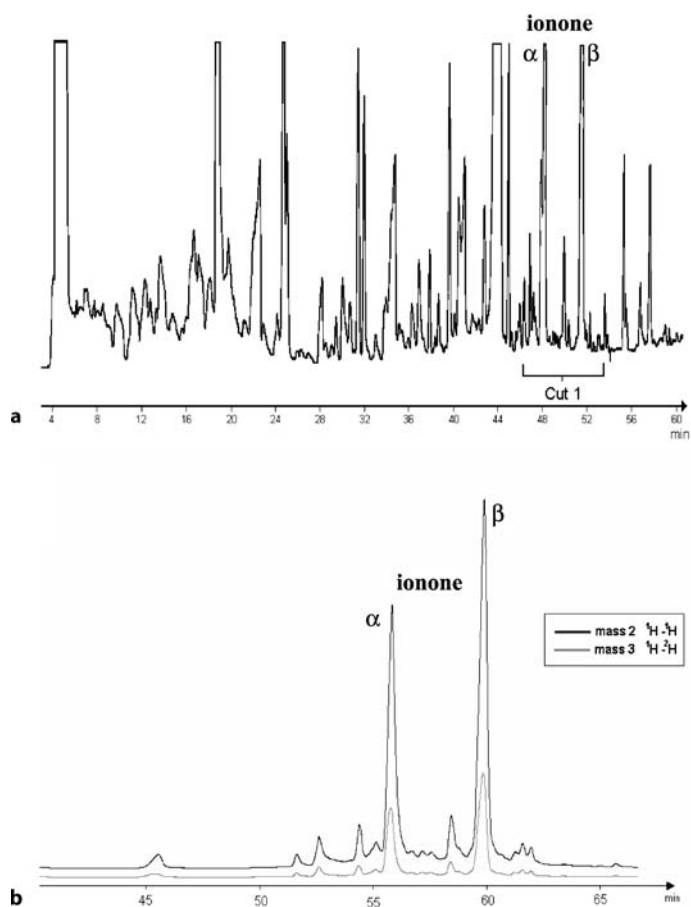 ionone
α β
Cut 1
a
4 8 12 16 20 24 28 32 36 40 44 48 52 56 60
min
β
ionone
α
mass 2 ¹H-¹H
mass 3 ¹H-²H
b
45 50 55 60 65 min